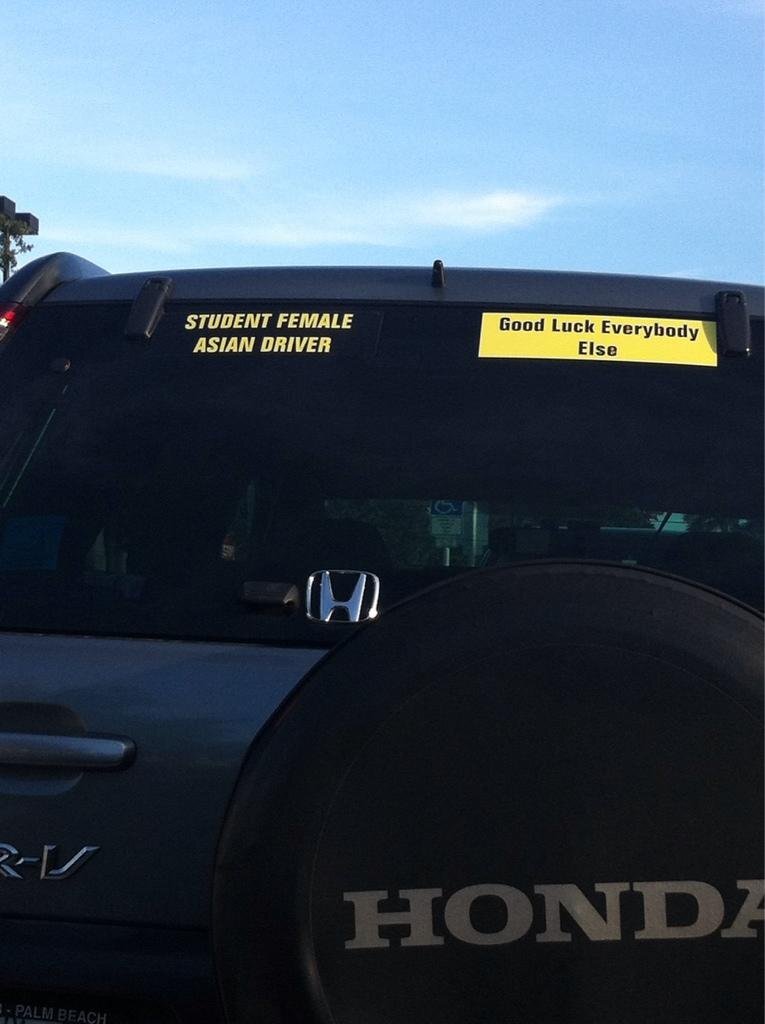 STUDENT FEMALE
ASIAN DRIVER
Good Luck Everybody
Else
R-V
HONDA
- PALM BEACH